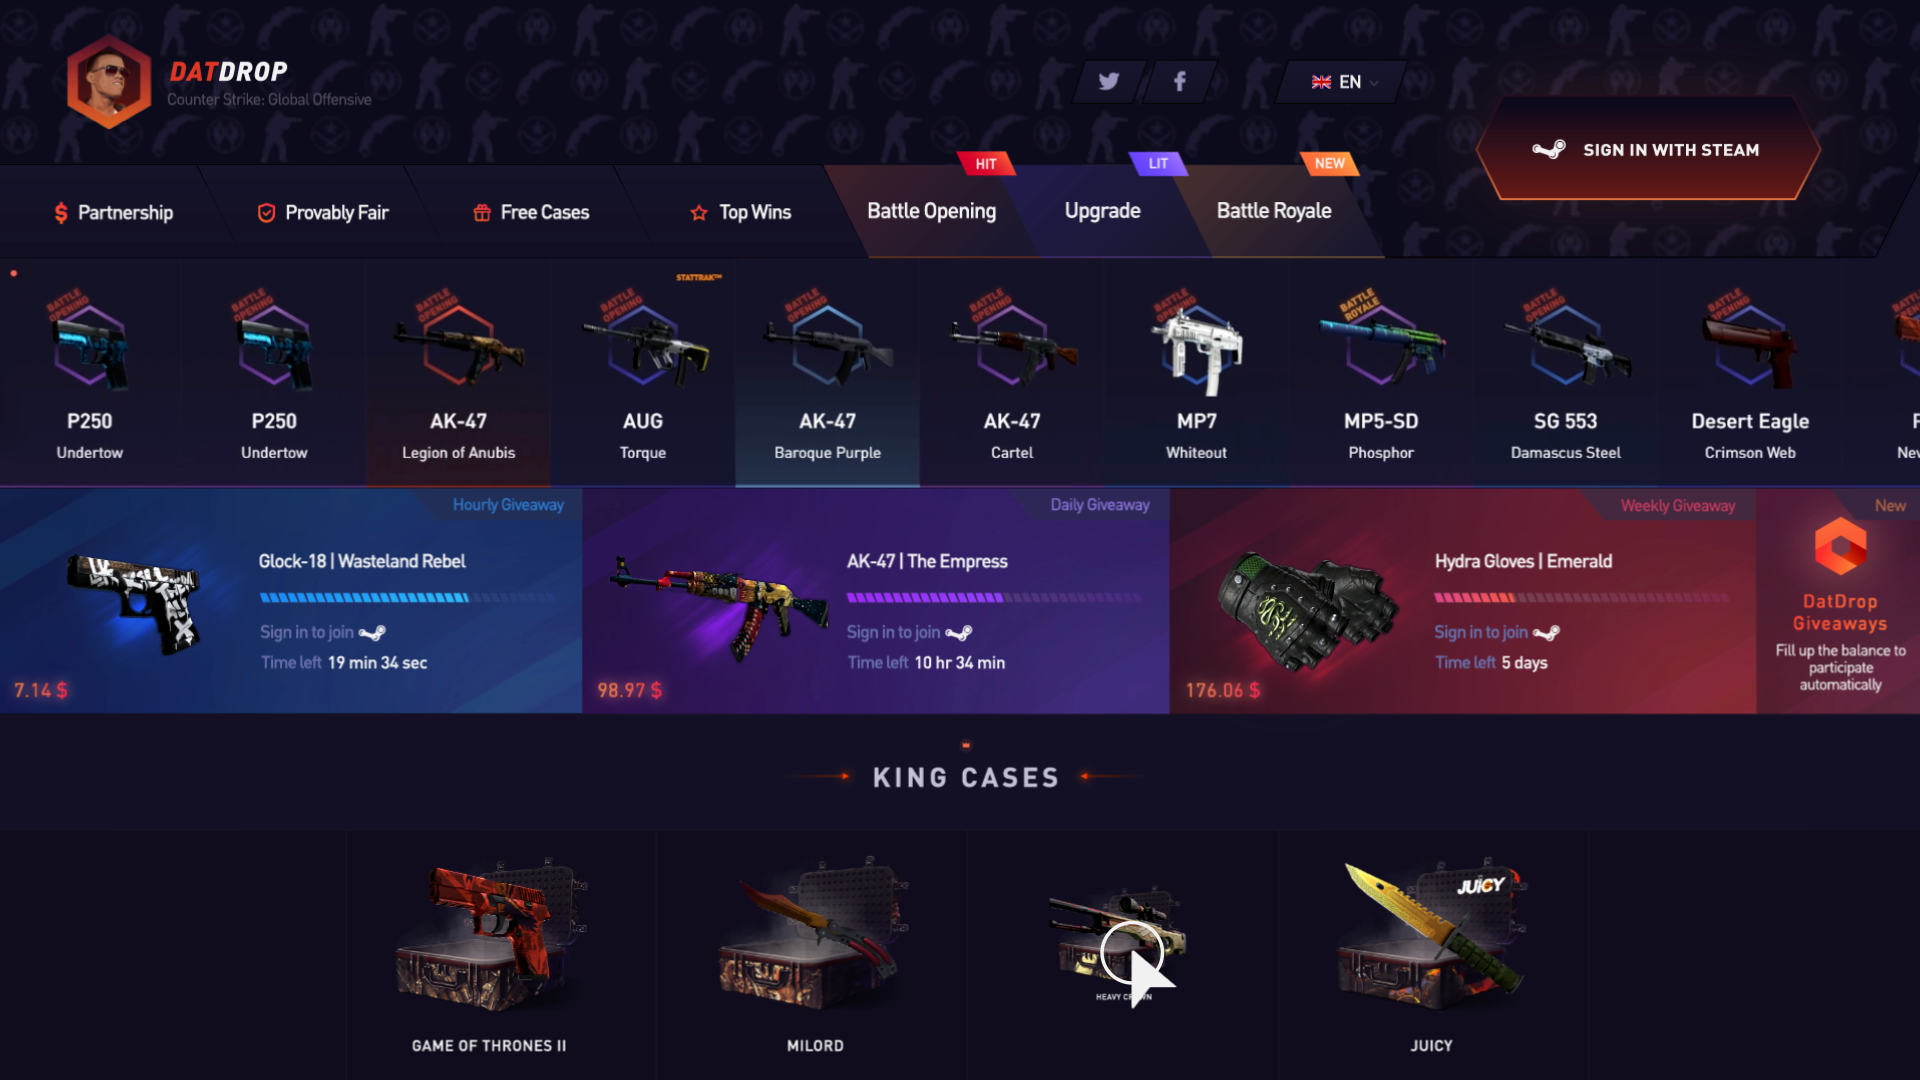 DATDROP
Counter Strike: Global Offensive
EN
SIGN IN WITH STEAM
HIT
LIT
NEW
Partnership
Provably Fair
Free Cases
Top Wins
Battle Opening
Upgrade
Battle Royale
STATTRAK™
BATTLE OPENING
BATTLE OPENING
BATTLE OPENING
BATTLE OPENING
BATTLE OPENING
BATTLE OPENING
BATTLE OPENING
BATTLE ROYALE
BATTLE OPENING
BATTLE OPENING
P250
P250
AK-47
AUG
AK-47
AK-47
MP7
MP5-SD
SG 553
Desert Eagle
Undertow
Undertow
Legion of Anubis
Torque
Baroque Purple
Cartel
Whiteout
Phosphor
Damascus Steel
Crimson Web
Hourly Giveaway
Glock-18 | Wasteland Rebel
Sign in to join
Time left 19 min 34 sec
7.14 $
Daily Giveaway
AK-47 | The Empress
Sign in to join
Time left 10 hr 34 min
98.97 $
Weekly Giveaway
Hydra Gloves | Emerald
Sign in to join
Time left 5 days
176.06 $
New
DatDrop
Giveaways
Fill up the balance to
participate
automatically
KING CASES
JUICY
GAME OF THRONES II
MILORD
HEAVY
JUICY